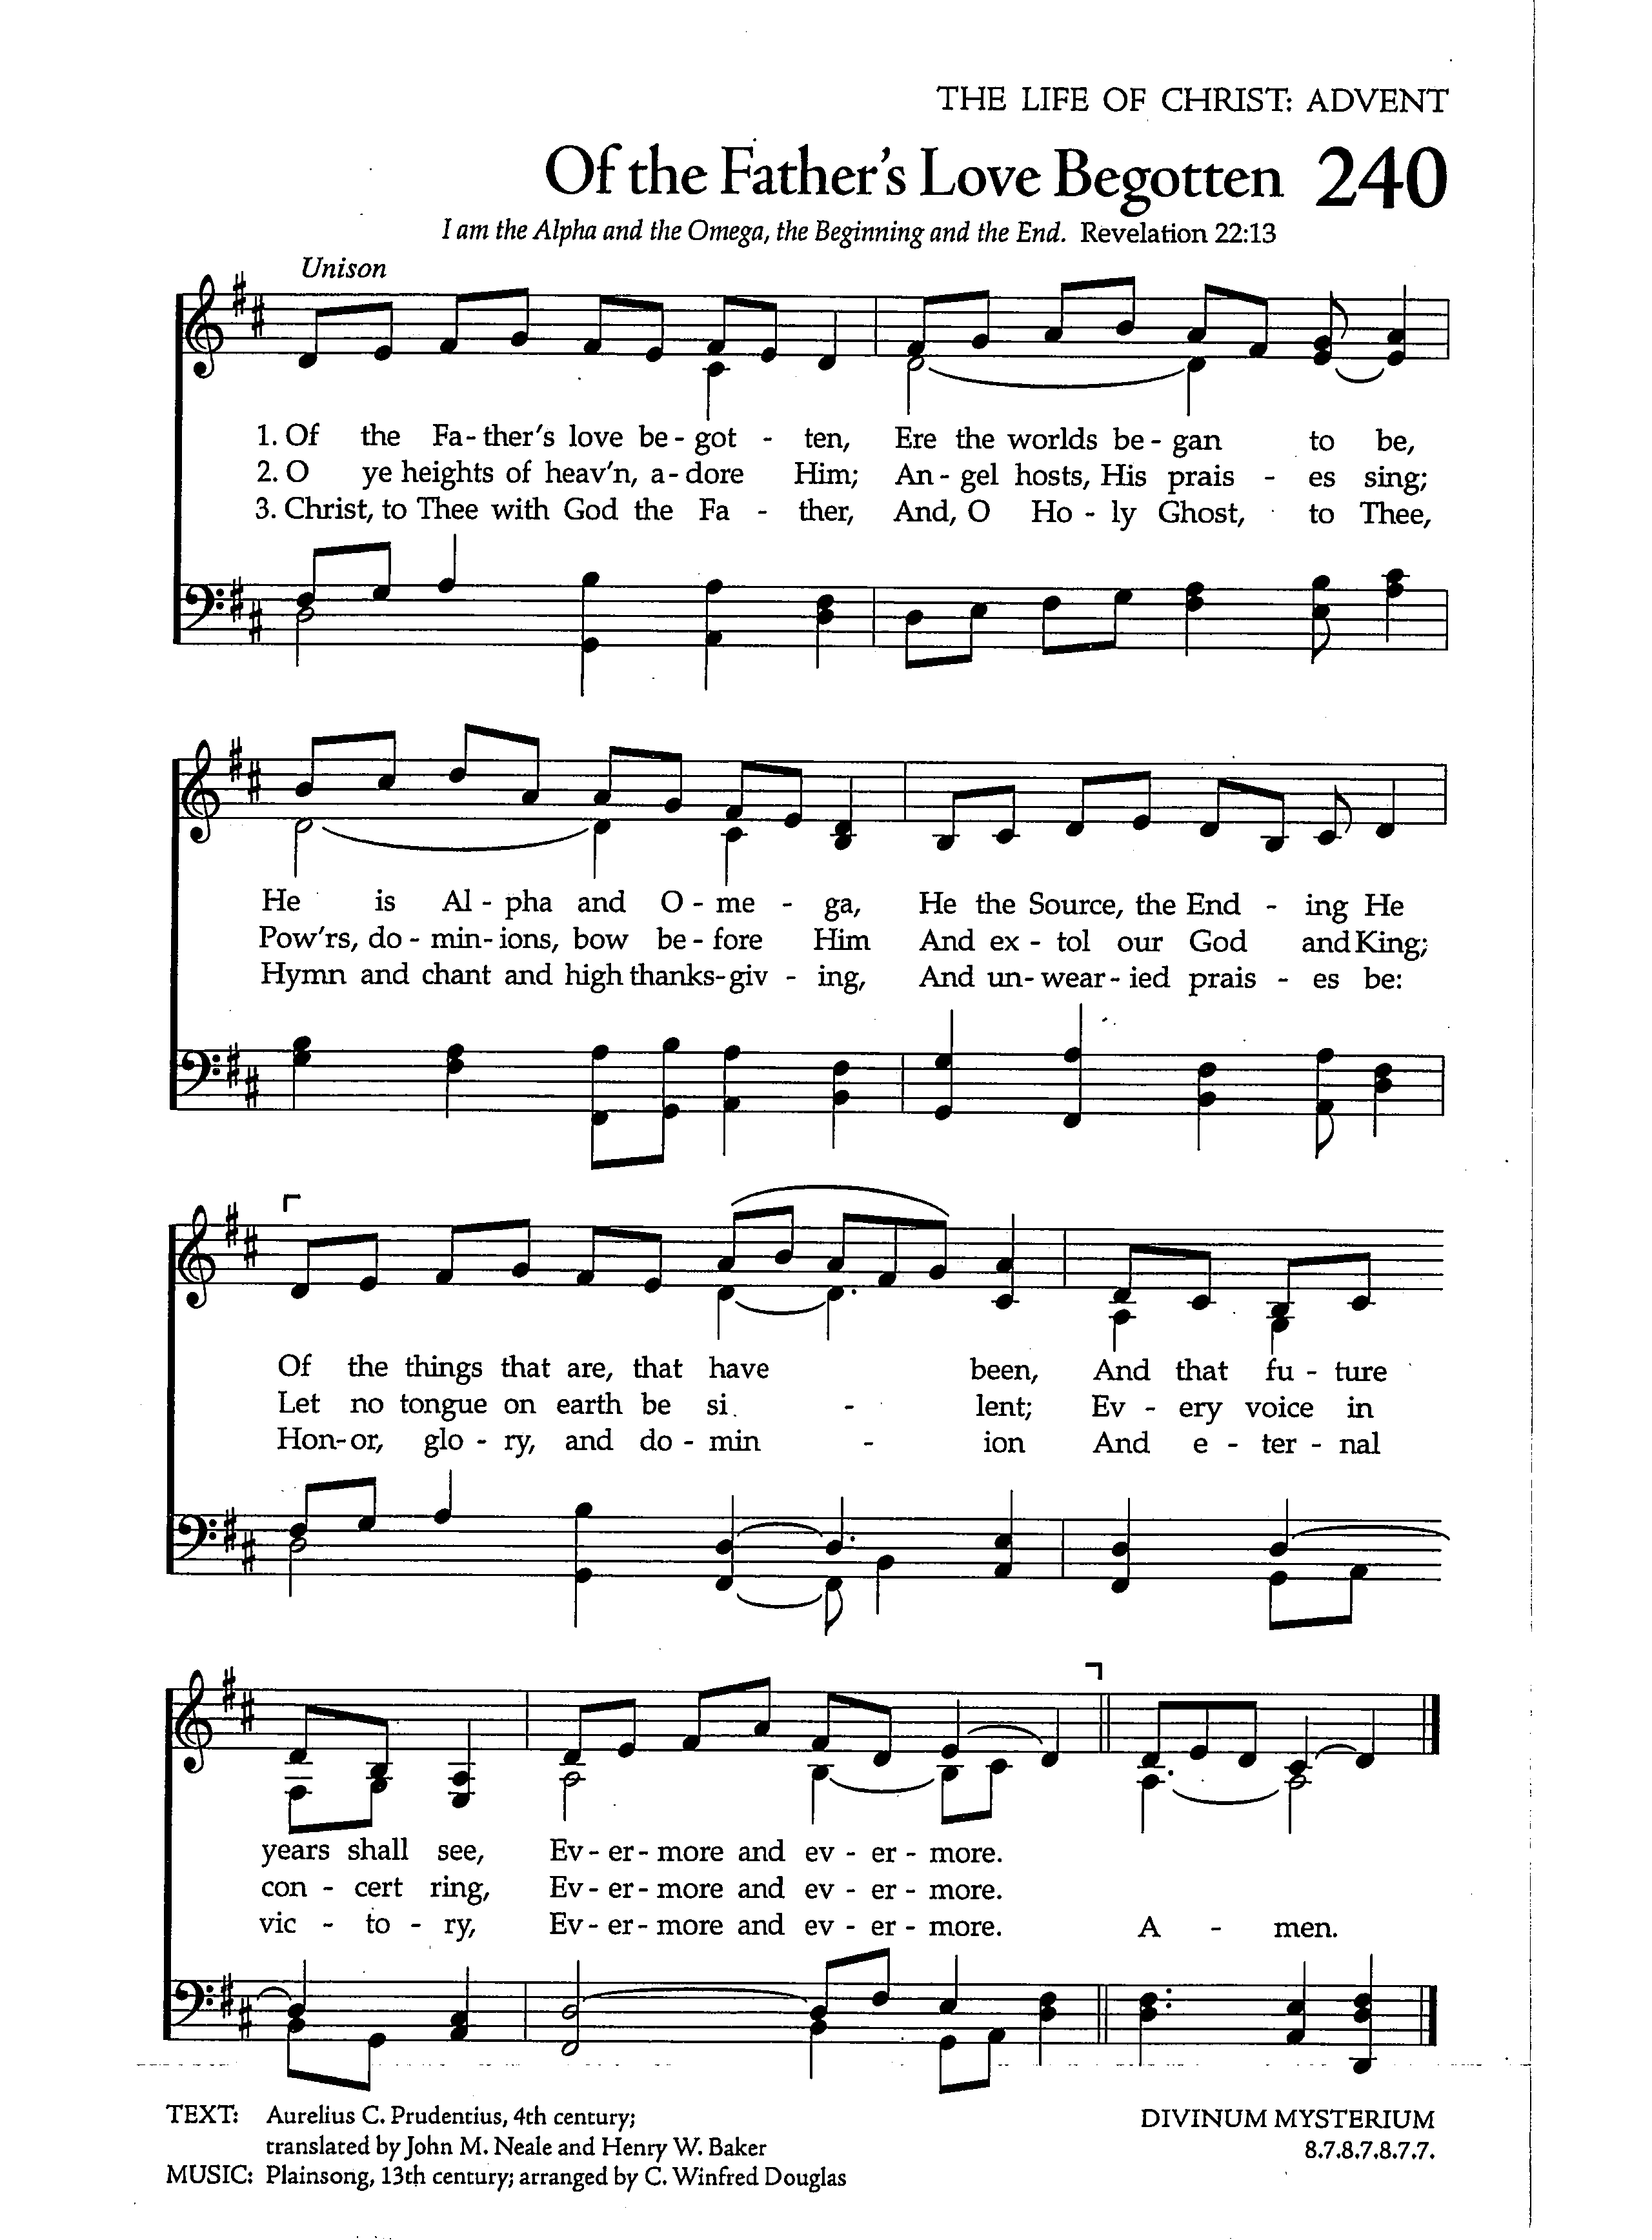 THE LIFE OF CHRIST: ADVENT
Of the Father's Love Begotten 240
I am the Alpha and the Omega, the Beginning and the End. Revelation 22:13
Unison
1. Of the Fa-ther's love be-got - ten, Ere the worlds be-gan to be,
2. O ye heights of heav'n, a-dore Him; An-gel hosts, His prais - es sing;
3. Christ, to Thee with God the Fa - ther, And, O Ho-ly Ghost, to Thee,
He is Al-pha and O-me - ga, He the Source, the End - ing He
Pow'rs, do-min-ions, bow be-fore Him And ex-tol our God and King;
Hymn and chant and high thanks-giv - ing, And un-wear-ied prais - es be:
Of the things that are, that have been, And that fu-ture
Let no tongue on earth be si - lent; Ev-ery voice in
Hon-or, glo-ry, and do-min - ion And e-ter-nal
years shall see, Ev-er-more and ev-er-more.
con-cert ring, Ev-er-more and ev-er-more.
vic-to-ry, Ev-er-more and ev-er-more. A - men.
TEXT: Aurelius C. Prudentius, 4th century; DIVINUM MYSTERIUM
translated by John M. Neale and Henry W. Baker 8.7.8.7.8.7.7.
MUSIC: Plainsong, 13th century; arranged by C. Winfred Douglas